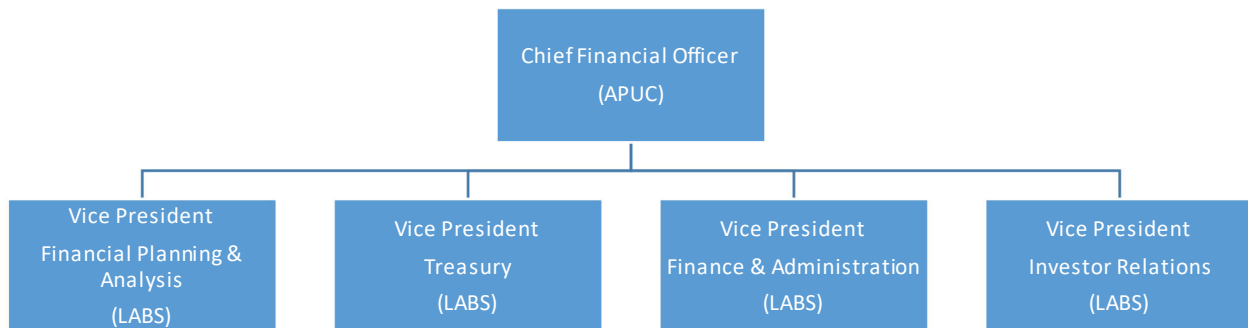 Chief Financial Officer
(APUC)
Vice President
Financial Planning &
Analysis
(LABS)
Vice President
Treasury
(LABS)
Vice President
Finance & Administration
(LABS)
Vice President
Investor Relations
(LABS)